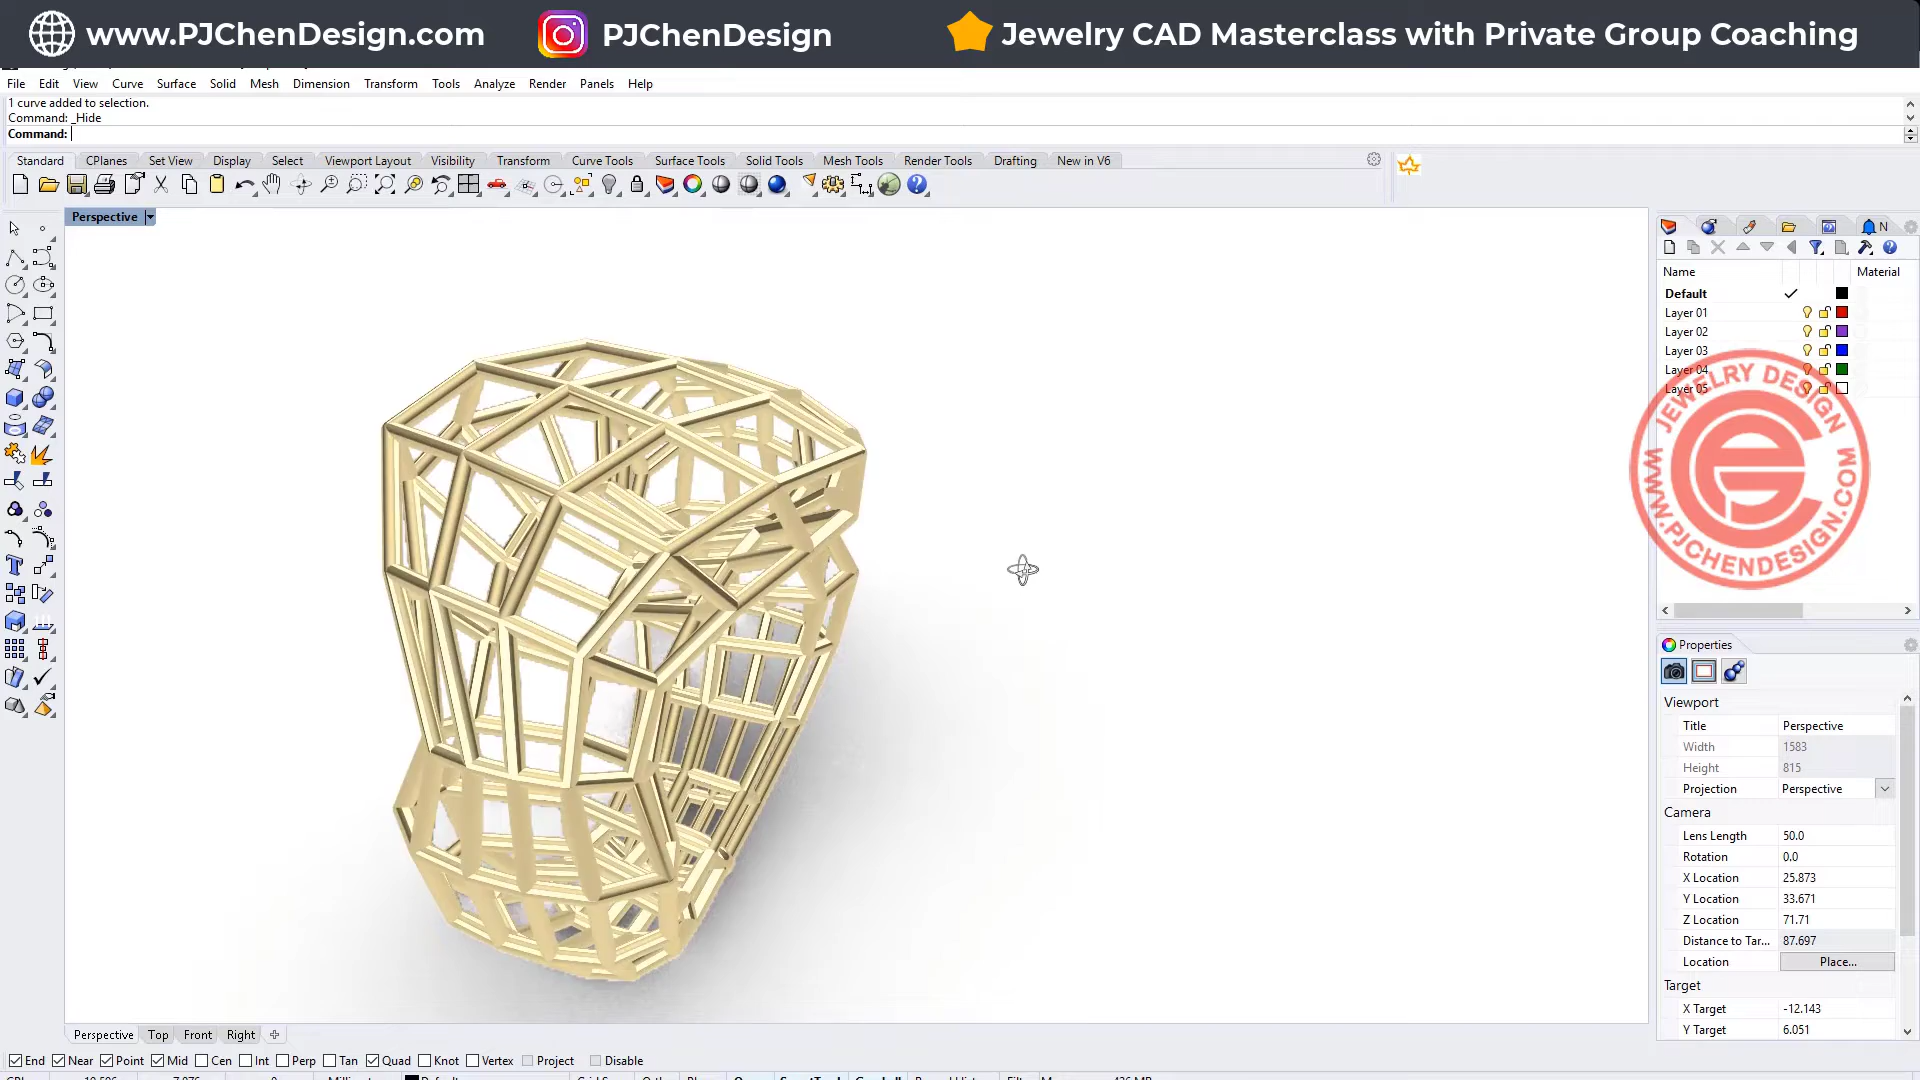 www.PJChenDesign.com PJChenDesign Jewelry CAD Masterclass with Private Group Coaching
File Edit View Curve Surface Solid Mesh Dimension Transform Tools Analyze Render Panels Help
1 curve added to selection.
Command: _Hide
Command:
Standard CPlanes Set View Display Select Viewport Layout Visibility Transform Curve Tools Surface Tools Solid Tools Mesh Tools Render Tools Drafting New in V6
Perspective
N
Name Material
Default
Layer 01
Layer 02
Layer 03
Layer 04
Layer 05
JEWELRY DESIGN
WWW.PJCHENDESIGN.COM
Properties
Viewport
Title Perspective
Width 1583
Height 815
Projection Perspective
Camera
Lens Length 50.0
Rotation 0.0
X Location 25.873
Y Location 33.671
Z Location 71.71
Distance to Tar... 87.697
Location Place...
Target
X Target -12.143
Y Target 6.051
Perspective Top Front Right
End Near Point Mid Cen Int Perp Tan Quad Knot Vertex Project Disable